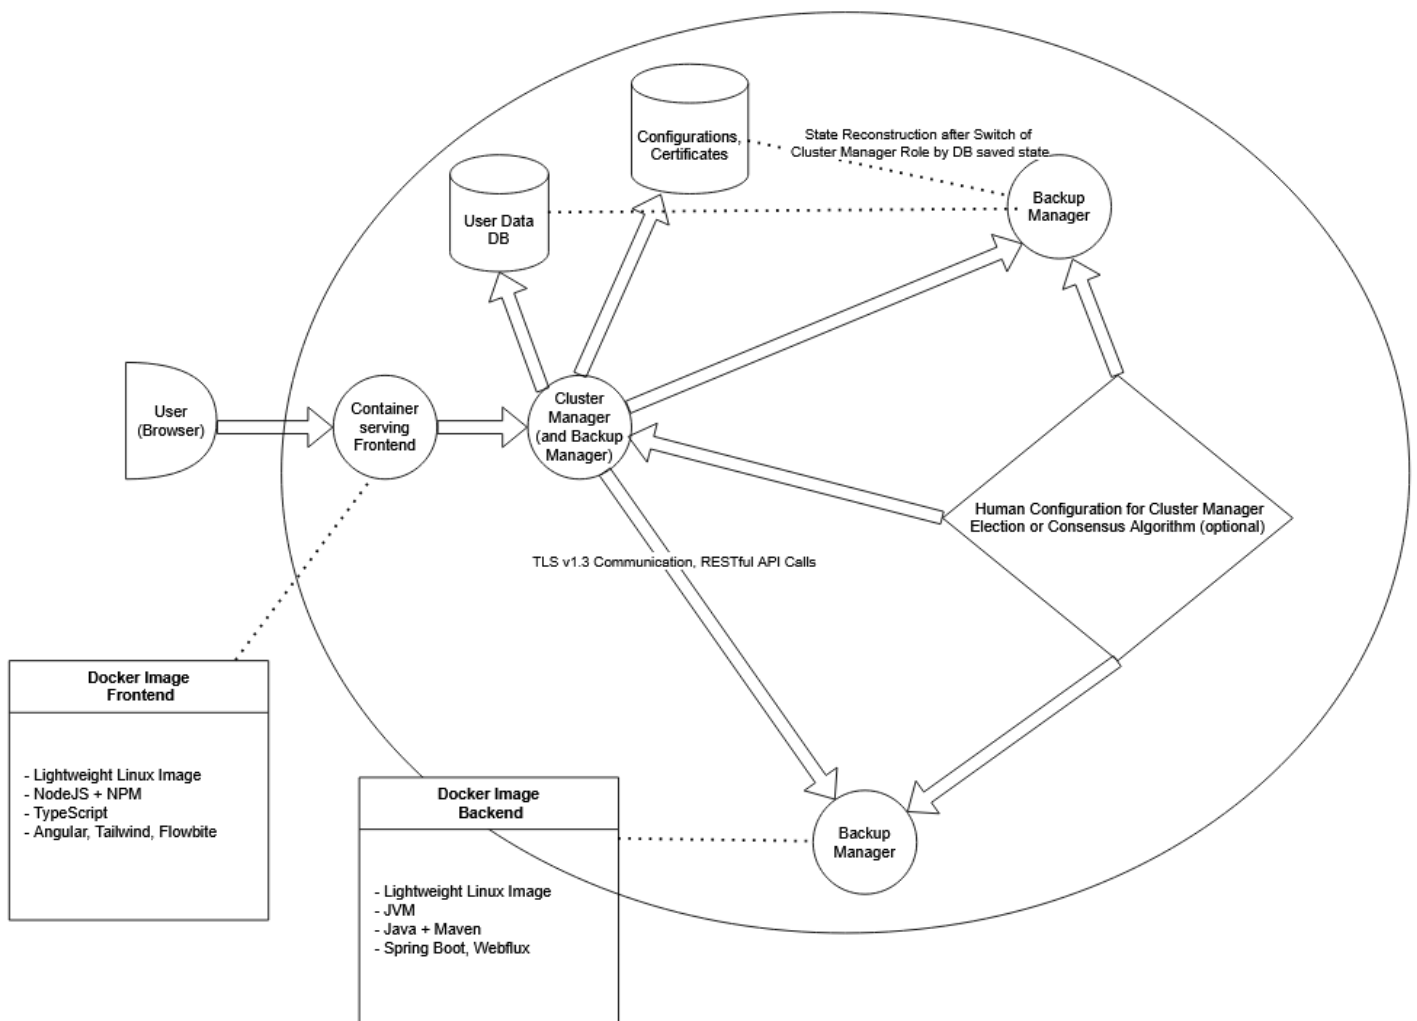 Configurations,
Certificates
State Reconstruction after Switch of
Cluster Manager Role by DB saved state
Backup
Manager
User Data
DB
User
(Browser)
Container
serving
Frontend
Cluster
Manager
(and Backup
Manager)
Human Configuration for Cluster Manager
Election or Consensus Algorithm (optional)
TLS v1.3 Communication, RESTful API Calls
Docker Image
Frontend
- Lightweight Linux Image
- NodeJS + NPM
- TypeScript
- Angular, Tailwind, Flowbite
Docker Image
Backend
- Lightweight Linux Image
- JVM
- Java + Maven
- Spring Boot, Webflux
Backup
Manager